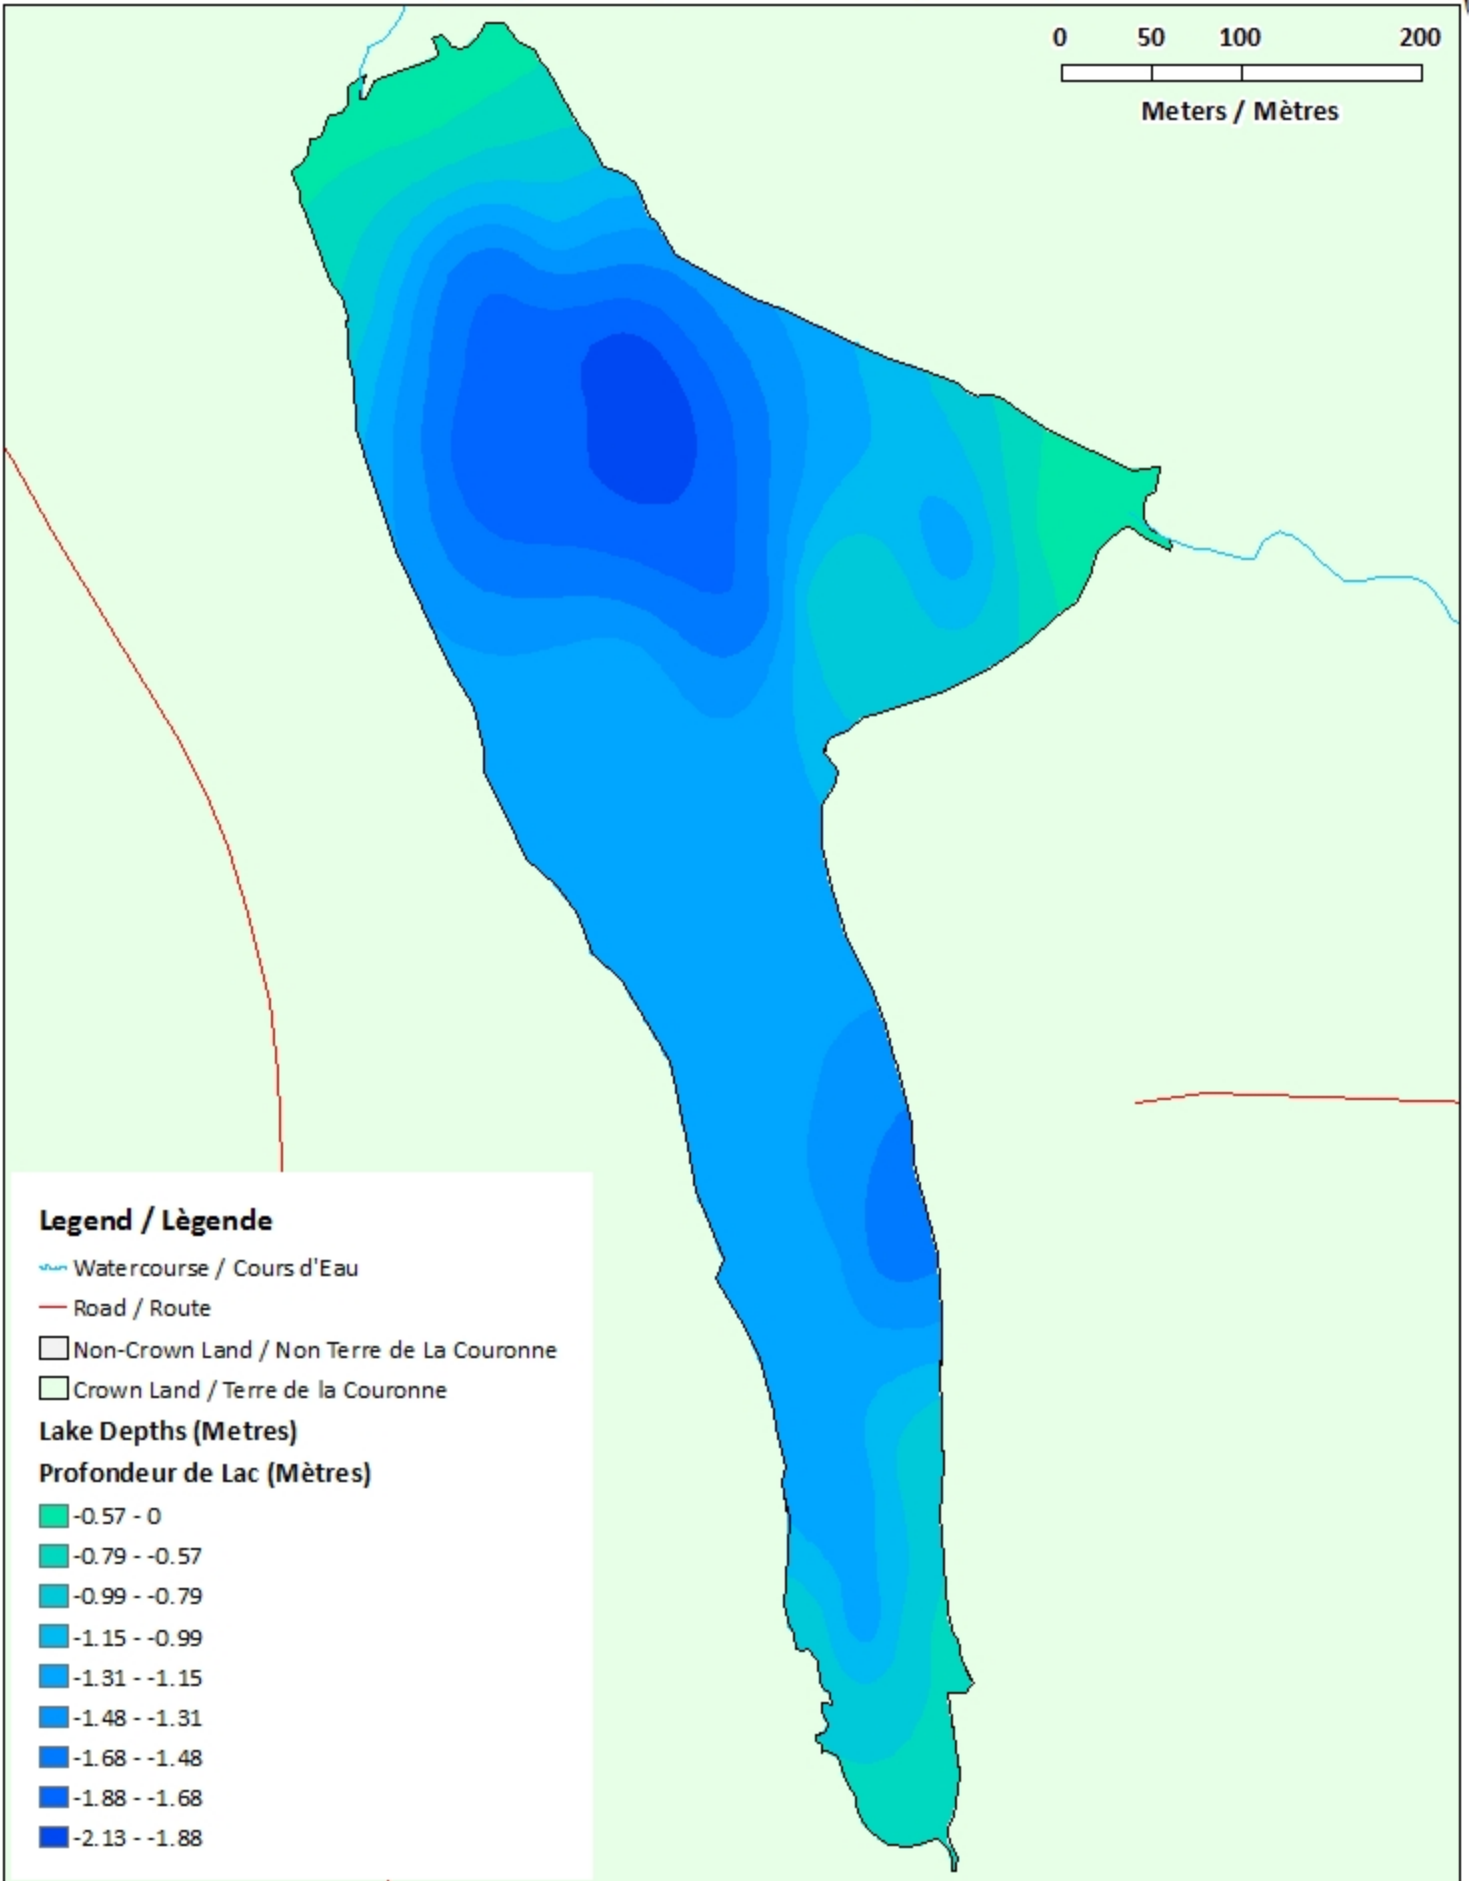 0 50 100 200
Meters / Mètres
Legend / Lègende
Watercourse / Cours d'Eau
Road / Route
Non-Crown Land / Non Terre de La Couronne
Crown Land / Terre de la Couronne
Lake Depths (Metres)
Profondeur de Lac (Mètres)
-0.57 - 0
-0.79 - -0.57
-0.99 - -0.79
-1.15 - -0.99
-1.31 - -1.15
-1.48 - -1.31
-1.68 - -1.48
-1.88 - -1.68
-2.13 - -1.88